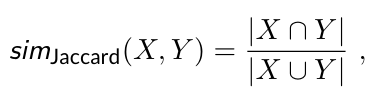 sim_Jaccard(X, Y) = |X ∩ Y| / |X ∪ Y| ,